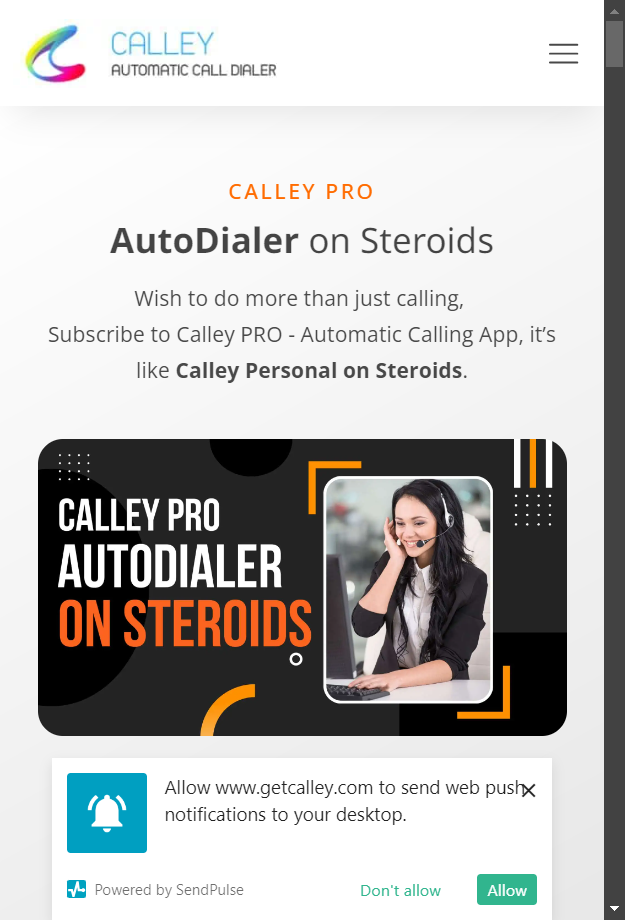 CALLEY
AUTOMATIC CALL DIALER
CALLEY PRO
AutoDialer on Steroids
Wish to do more than just calling,
Subscribe to Calley PRO - Automatic Calling App, it’s
like Calley Personal on Steroids.
CALLEY PRO
AUTODIALER
ON STEROIDS
Allow www.getcalley.com to send web push
notifications to your desktop.
Powered by SendPulse
Don't allow
Allow